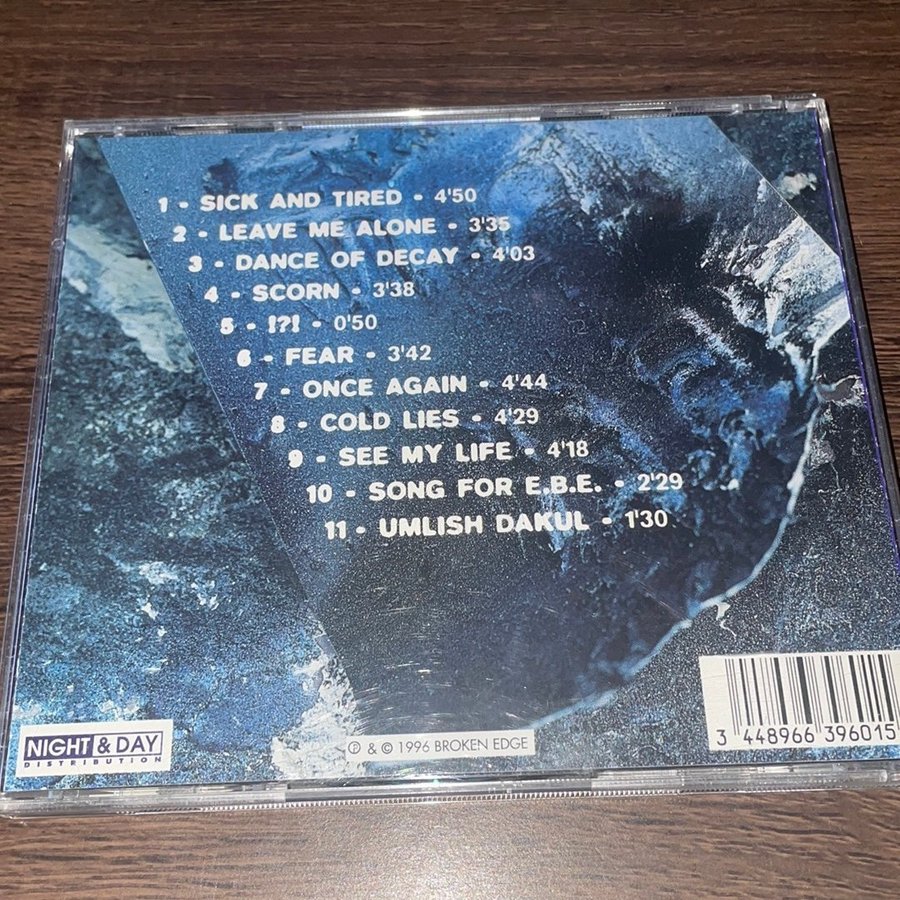 1 - SICK AND TIRED - 4'50
2 - LEAVE ME ALONE - 3'35
3 - DANCE OF DECAY - 4'03
4 - SCORN - 3'38
5 - !?! - 0'50
6 - FEAR - 3'42
7 - ONCE AGAIN - 4'44
8 - COLD LIES - 4'29
9 - SEE MY LIFE - 4'18
10 - SONG FOR E.B.E. - 2'29
11 - UMLISH DAKUL - 1'30
NIGHT & DAY
DISTRIBUTION
℗ & © 1996 BROKEN EDGE
3 448966 396015